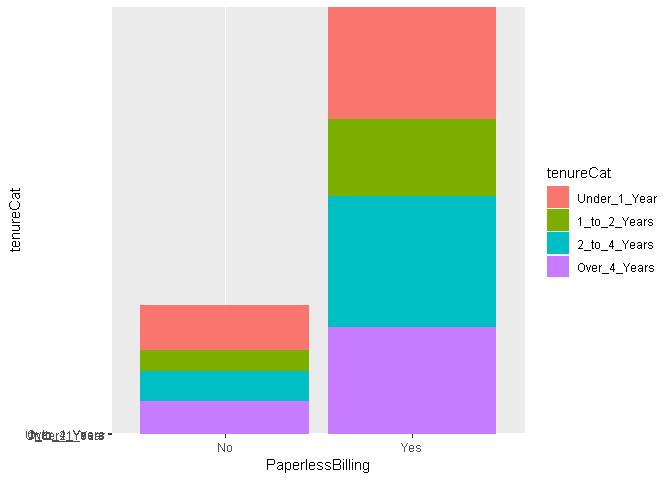 tenureCat
No
Yes
PaperlessBilling
tenureCat
Under_1_Year
1_to_2_Years
2_to_4_Years
Over_4_Years